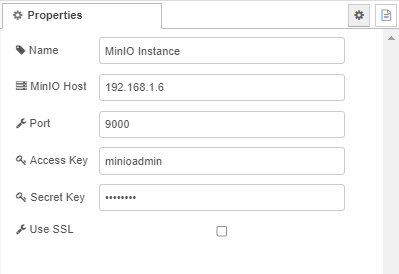 Properties
Name MinIO Instance
MinIO Host 192.168.1.6
Port 9000
Access Key minioadmin
Secret Key ••••••••
Use SSL